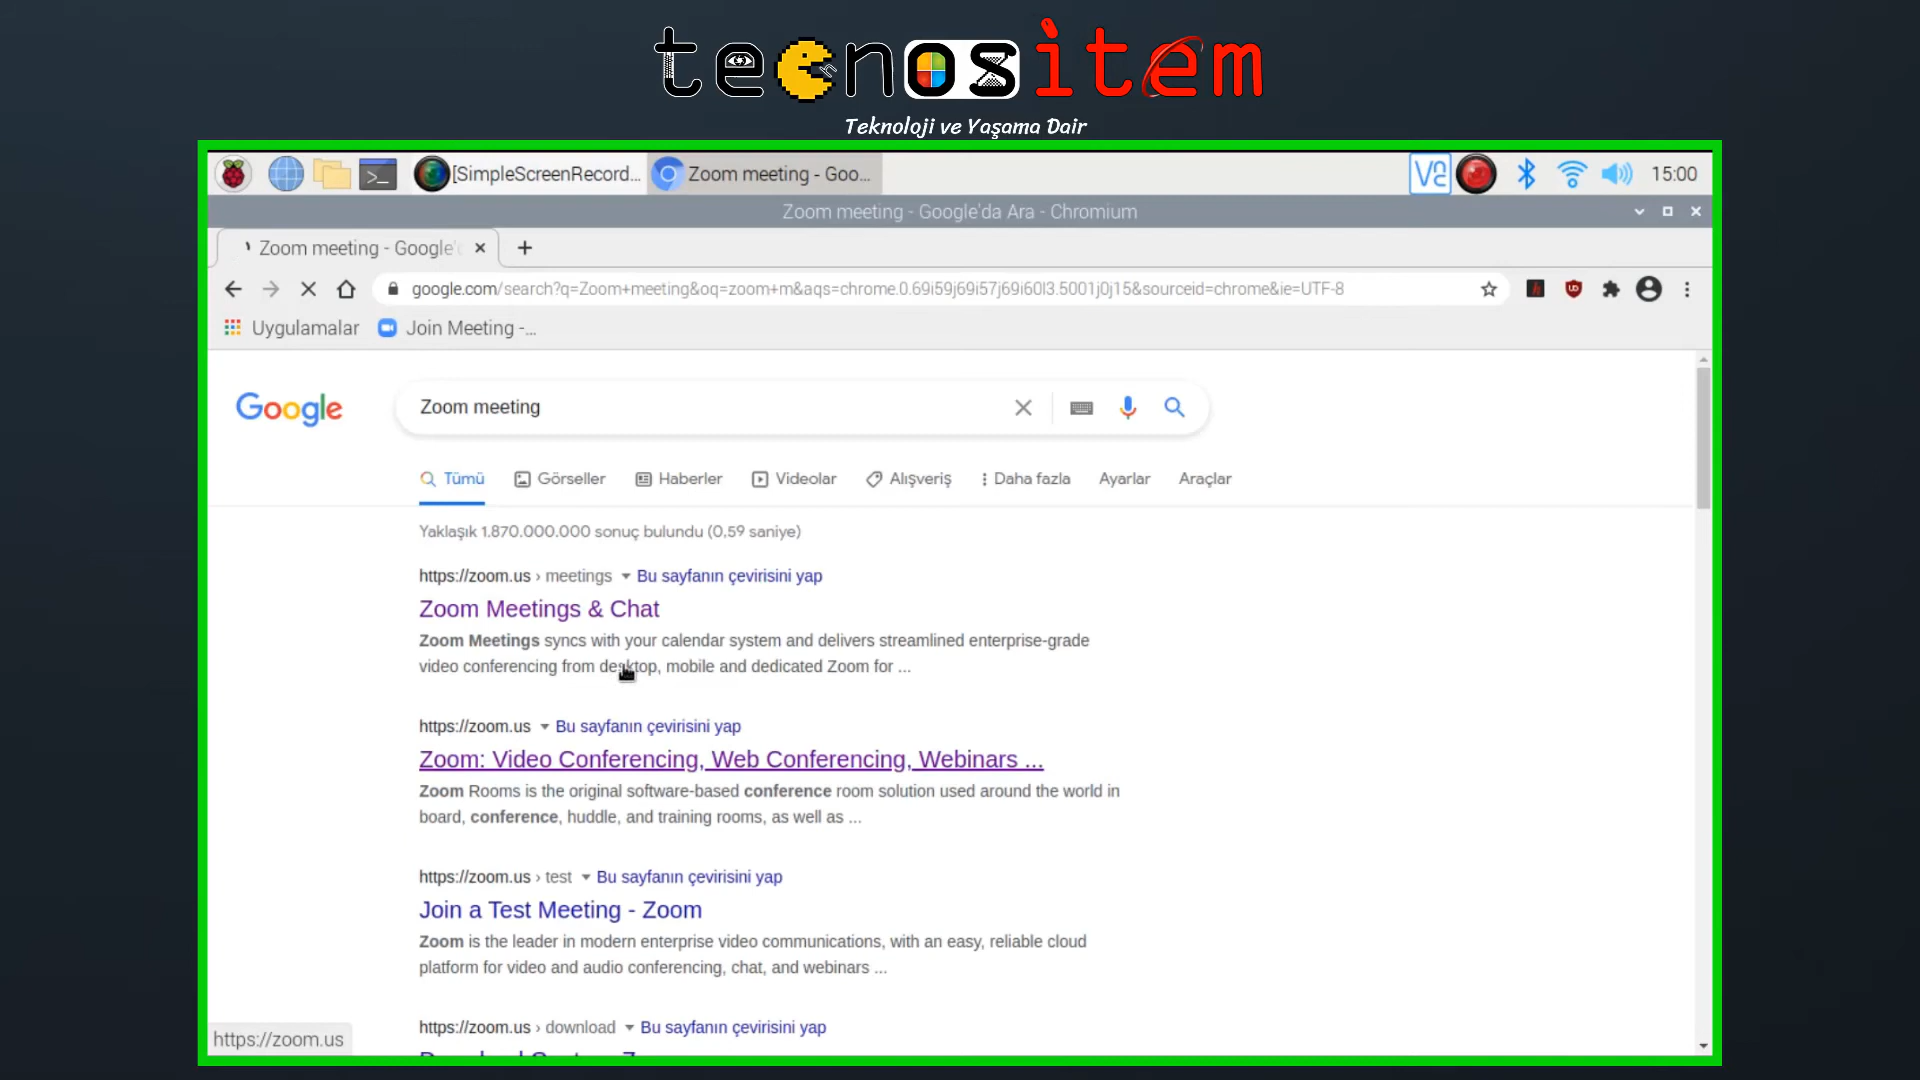 tecnositem
Teknoloji ve Yaşama Dair
[SimpleScreenRecord...
Zoom meeting - Goo...
15:00
Zoom meeting - Google'da Ara - Chromium
Zoom meeting - Google'
google.com/search?q=Zoom+meeting&oq=zoom+m&aqs=chrome.0.69i59j69i57j69i60l3.5001j0j15&sourceid=chrome&ie=UTF-8
Uygulamalar
Join Meeting -...
Google
Zoom meeting
Tümü
Görseller
Haberler
Videolar
Alışveriş
Daha fazla
Ayarlar
Araçlar
Yaklaşık 1.870.000.000 sonuç bulundu (0,59 saniye)
https://zoom.us › meetings Bu sayfanın çevirisini yap
Zoom Meetings & Chat
Zoom Meetings syncs with your calendar system and delivers streamlined enterprise-grade
video conferencing from desktop, mobile and dedicated Zoom for ...
https://zoom.us Bu sayfanın çevirisini yap
Zoom: Video Conferencing, Web Conferencing, Webinars ...
Zoom Rooms is the original software-based conference room solution used around the world in
board, conference, huddle, and training rooms, as well as ...
https://zoom.us › test Bu sayfanın çevirisini yap
Join a Test Meeting - Zoom
Zoom is the leader in modern enterprise video communications, with an easy, reliable cloud
platform for video and audio conferencing, chat, and webinars ...
https://zoom.us › download Bu sayfanın çevirisini yap
https://zoom.us